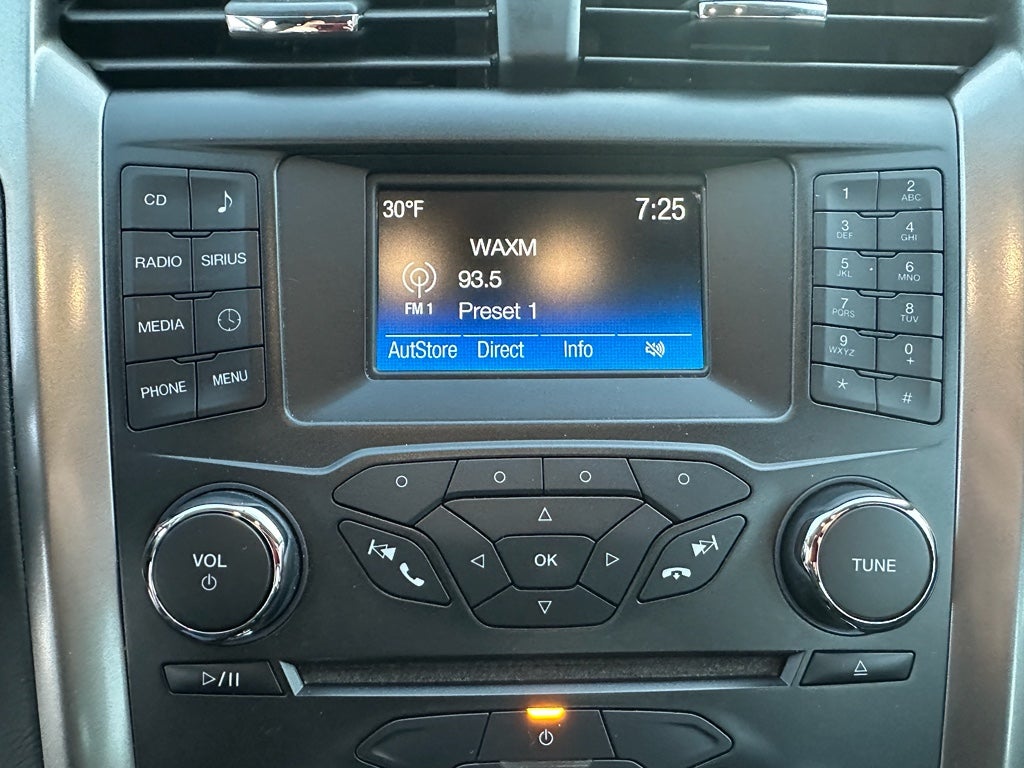 30°F 7:25
WAXM
93.5
FM 1
Preset 1
AutStore Direct Info
CD
RADIO SIRIUS
MEDIA
PHONE MENU
1 2 ABC
3 DEF 4 GHI
5 JKL 6 MNO
7 PQRS 8 TUV
9 WXYZ 0 +
* #
VOL
OK
TUNE